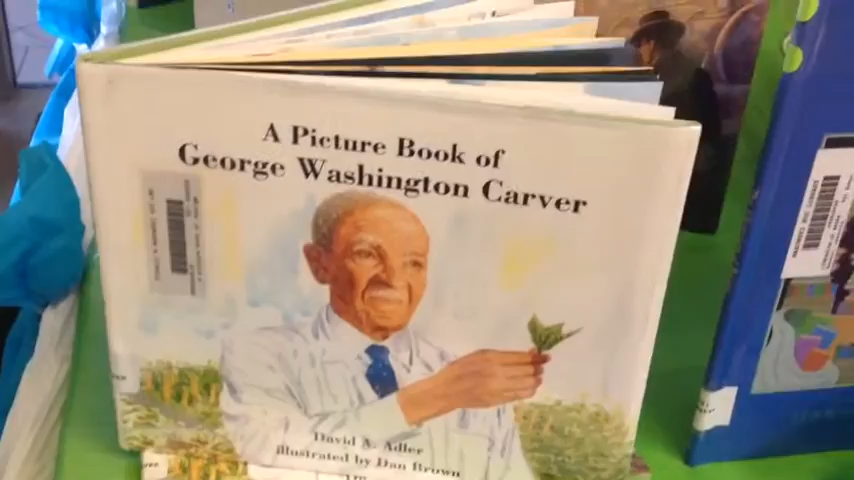 A Picture Book of
George Washington Carver
David A. Adler
illustrated by Dan Brown